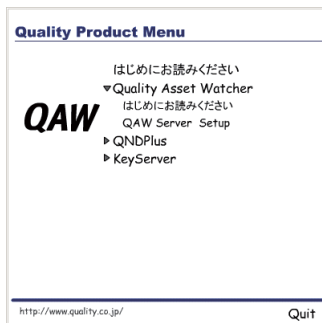 Quality Product Menu
はじめにお読みください
▼Quality Asset Watcher
はじめにお読みください
QAW Server Setup
QAW
▶QNDPlus
▶KeyServer
http://www.quality.co.jp/
Quit